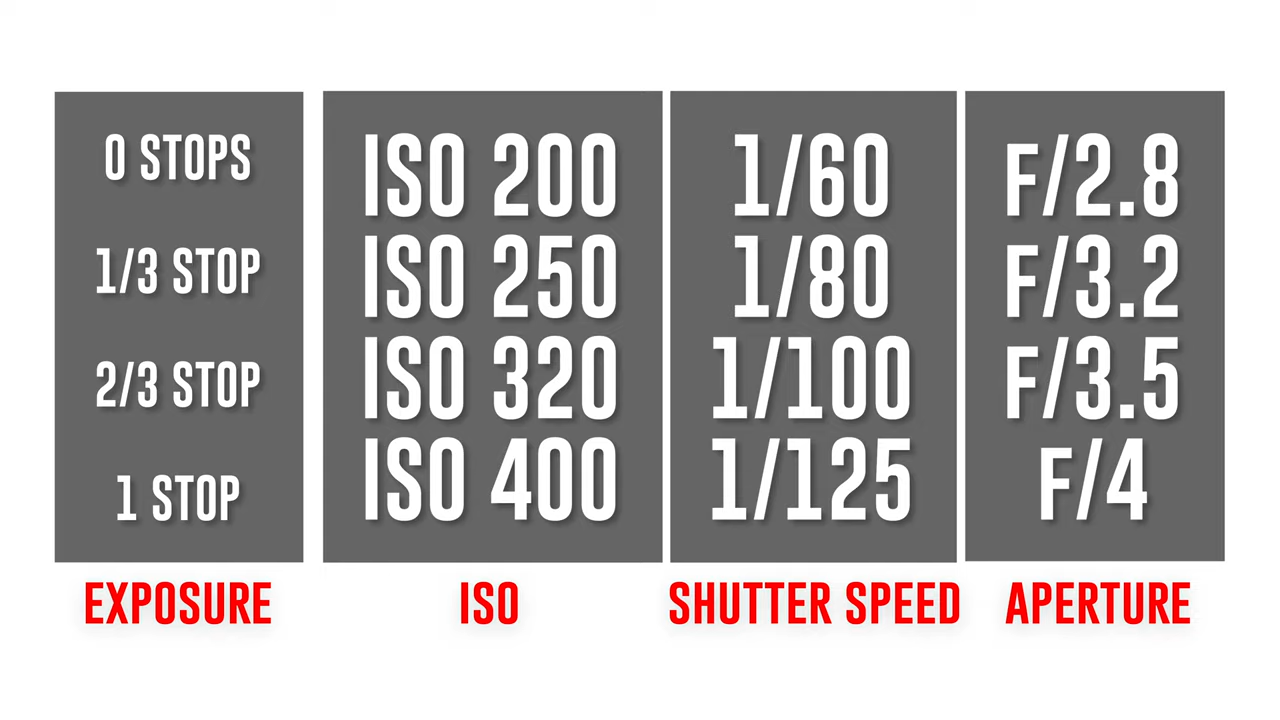 0 STOPS ISO 200 1/60 F/2.8
1/3 STOP ISO 250 1/80 F/3.2
2/3 STOP ISO 320 1/100 F/3.5
1 STOP ISO 400 1/125 F/4
EXPOSURE ISO SHUTTER SPEED APERTURE